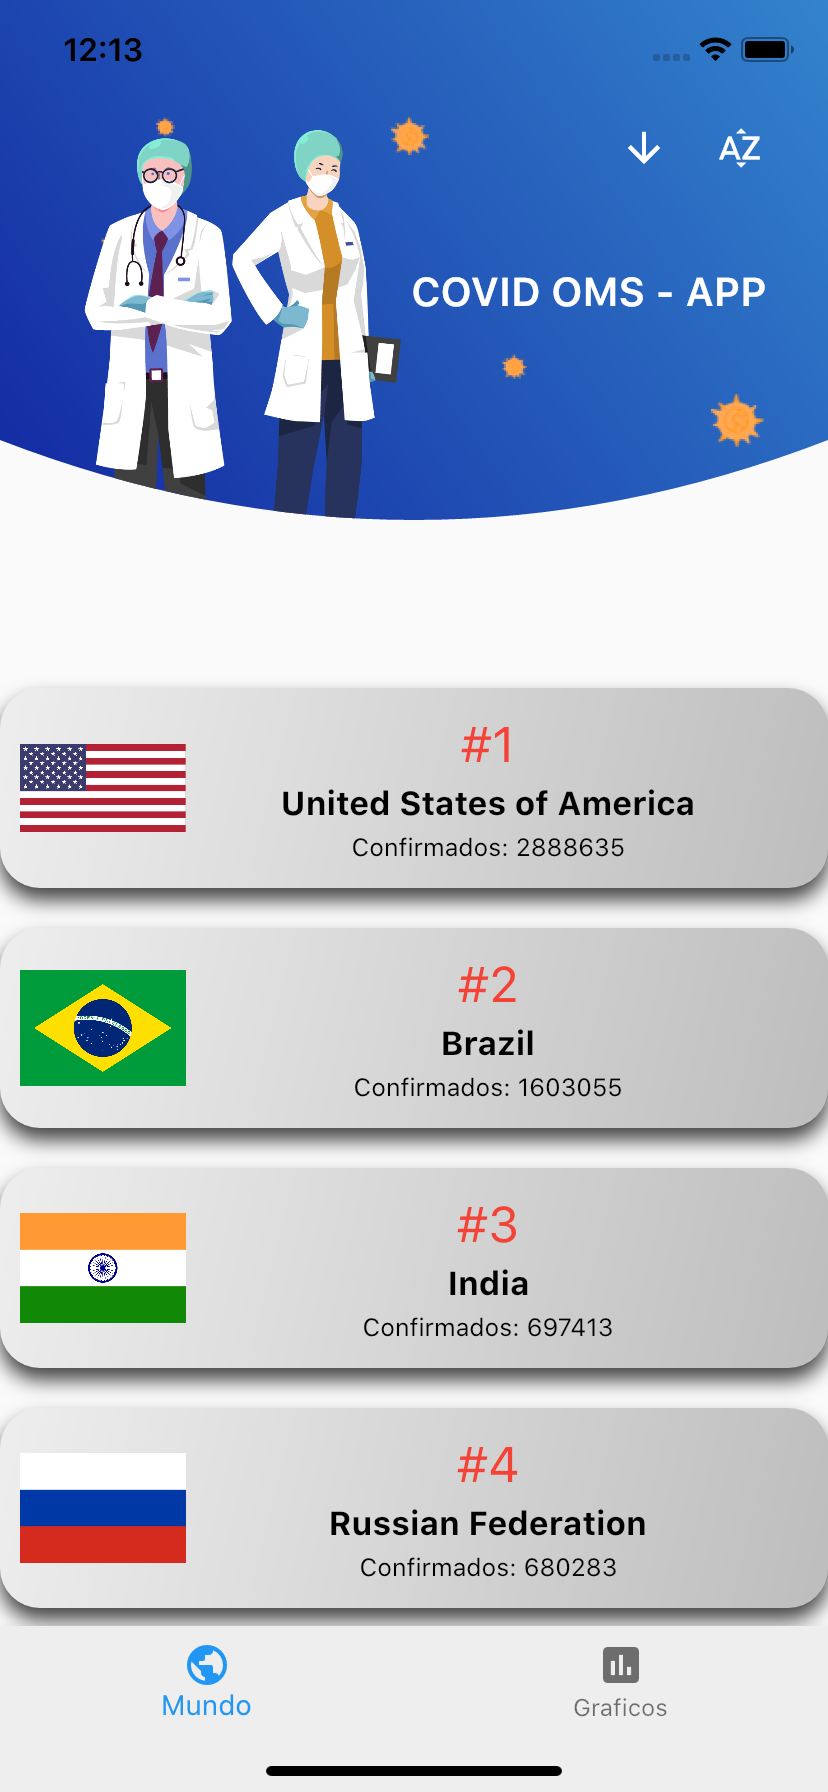 12:13
AZ
COVID OMS - APP
#1
United States of America
Confirmados: 2888635
#2
Brazil
Confirmados: 1603055
#3
India
Confirmados: 697413
#4
Russian Federation
Confirmados: 680283
Mundo
Graficos